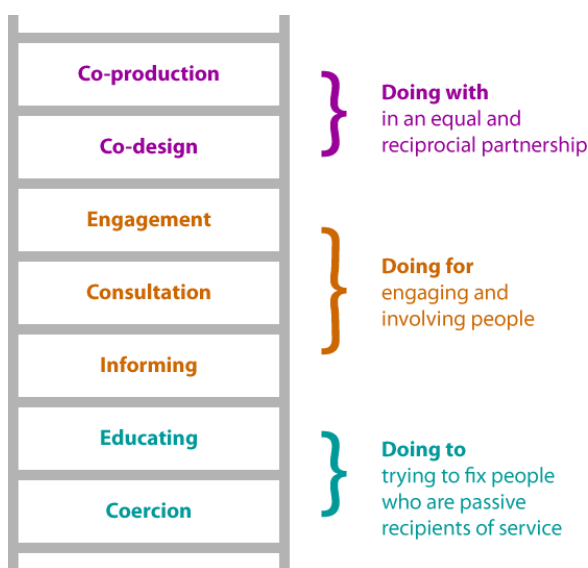 Co-production
Co-design
Doing with
in an equal and
reciprocial partnership
Engagement
Consultation
Informing
Doing for
engaging and
involving people
Educating
Coercion
Doing to
trying to fix people
who are passive
recipients of service